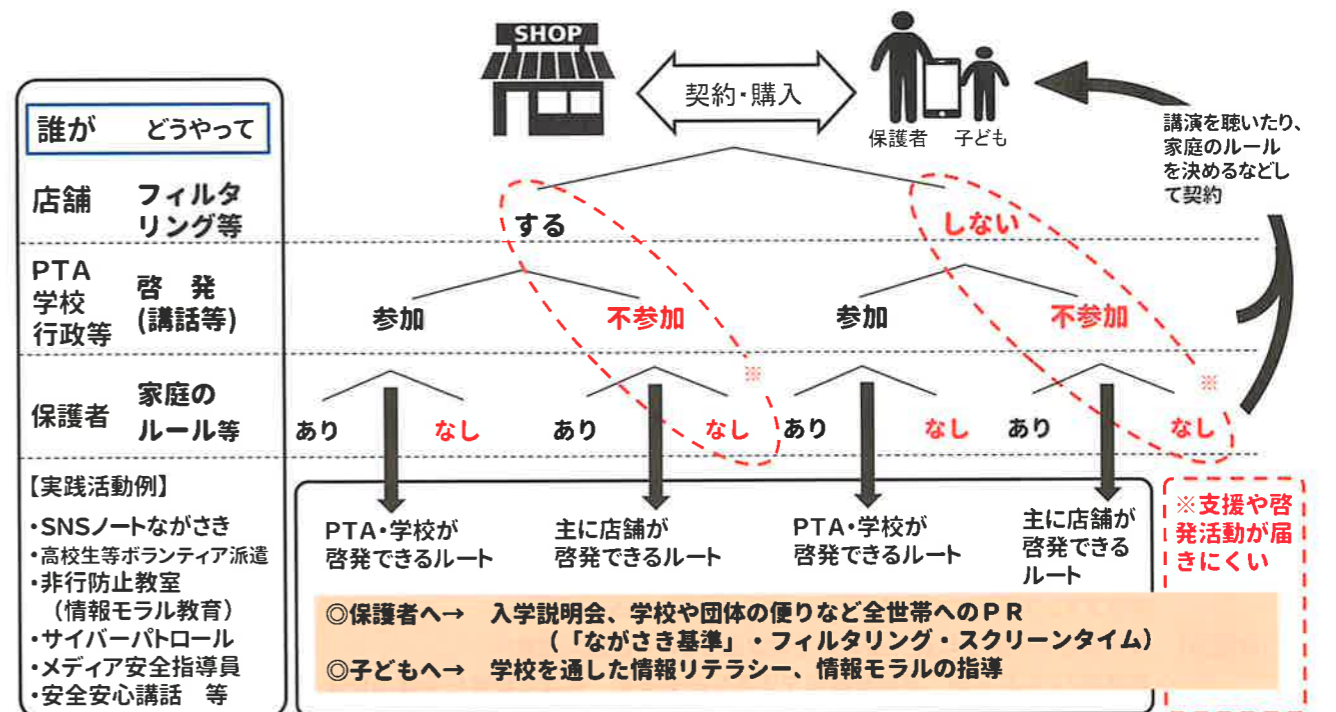 SHOP
契約・購入
保護者　子ども
講演を聴いたり、
家庭のルール
を決めるなどし
て契約
誰が　どうやって
店舗　フィルタ
リング等
する
しない
PTA
学校
行政等
啓　発
(講話等)
参加
不参加
参加
不参加
※
※
保護者
家庭の
ルール等
あり
なし
あり
なし
あり
なし
あり
なし
【実践活動例】
・SNSノートながさき
・高校生等ボランティア派遣
・非行防止教室
（情報モラル教育）
・サイバーパトロール
・メディア安全指導員
・安全安心講話　等
PTA・学校が
啓発できるルート
主に店舗が
啓発できるルート
PTA・学校が
啓発できるルート
主に店舗が
啓発できる
ルート
※支援や啓
発活動が届
きにくい
◎保護者へ→　入学説明会、学校や団体の便りなど全世帯へのPR
（「ながさき基準」・フィルタリング・スクリーンタイム）
◎子どもへ→　学校を通した情報リテラシー、情報モラルの指導